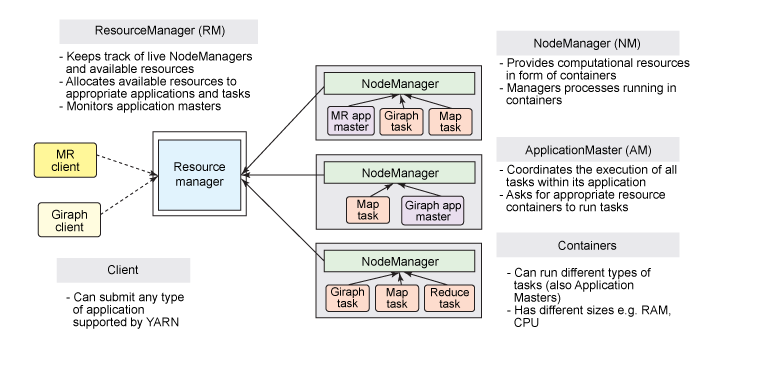 ResourceManager (RM)
- Keeps track of live NodeManagers
and available resources
- Allocates available resources to
appropriate applications and tasks
- Monitors application masters
MR
client
Giraph
client
Resource
manager
Client
- Can submit any type
of application
supported by YARN
NodeManager
MR app
master
Giraph
task
Map
task
NodeManager
Map
task
Giraph app
master
NodeManager
Giraph
task
Map
task
Reduce
task
NodeManager (NM)
- Provides computational resources
in form of containers
- Managers processes running in
containers
ApplicationMaster (AM)
- Coordinates the execution of all
tasks within its application
- Asks for appropriate resource
containers to run tasks
Containers
- Can run different types of
tasks (also Application
Masters)
- Has different sizes e.g. RAM,
CPU